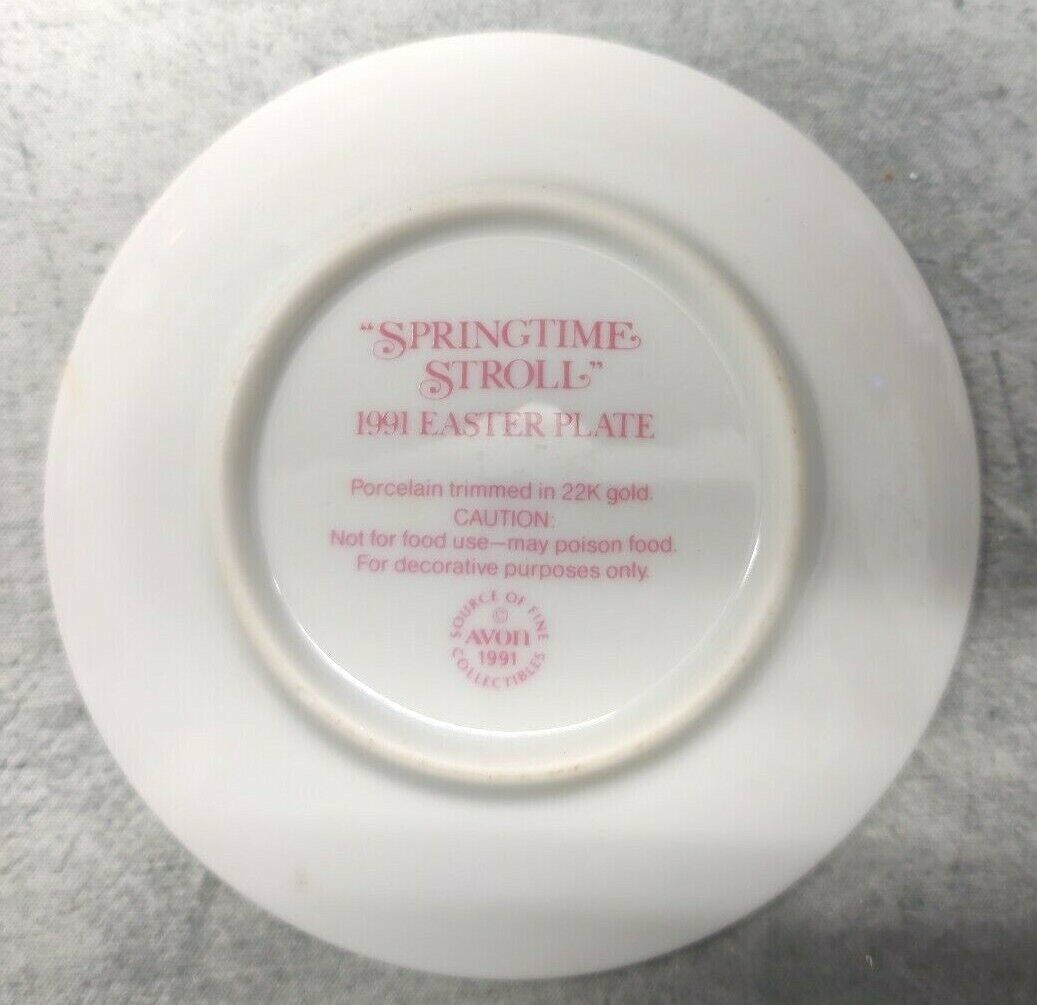 “SPRINGTIME
STROLL”
1991 EASTER PLATE
Porcelain trimmed in 22K gold.
CAUTION:
Not for food use—may poison food.
For decorative purposes only.
SOURCE OF FINE
©
AVON
1991
COLLECTIBLES